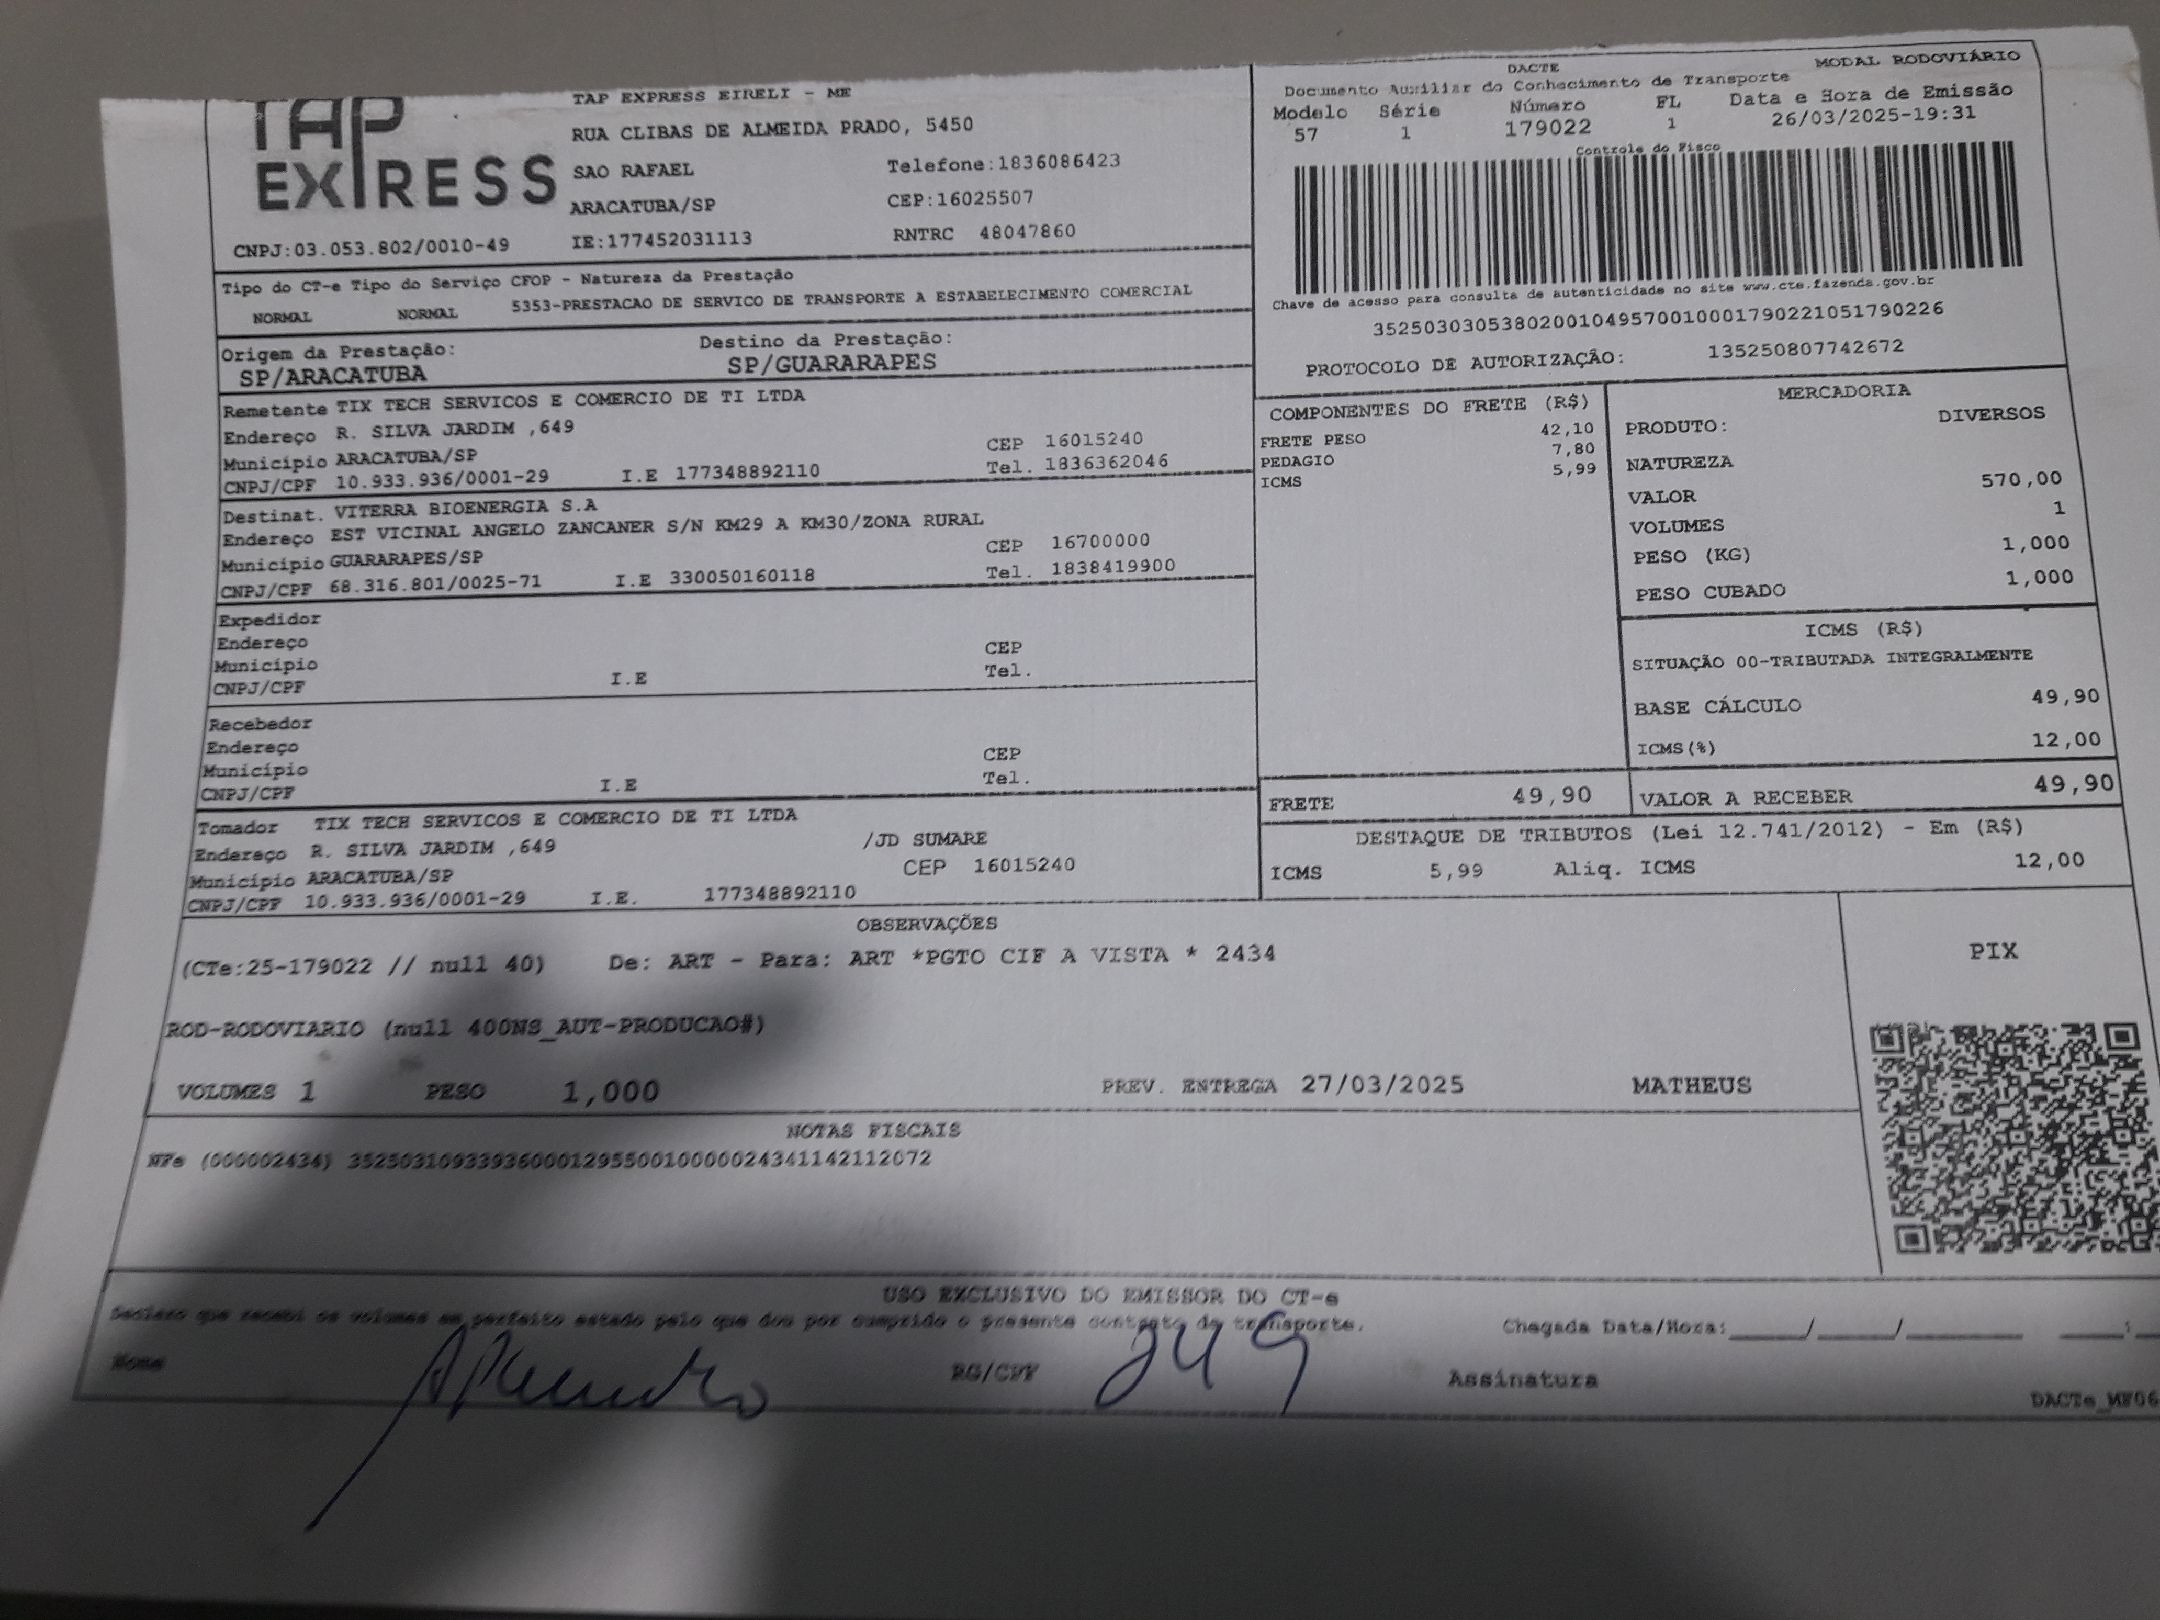 TAP EXPRESS
TAP EXPRESS EIRELI - ME
RUA CLIBAS DE ALMEIDA PRADO, 5450
SAO RAFAEL Telefone:1836086423
ARACATUBA/SP CEP:16025507
CNPJ:03.053.802/0010-49 IE:177452031113 RNTRC 48047860
DACTE MODAL RODOVIÁRIO
Documento Auxiliar do Conhecimento de Transporte
Modelo Série Número FL Data e Hora de Emissão
57 1 179022 1 26/03/2025-19:31
Controle do Fisco
Chave de acesso para consulta de autenticidade no site www.cte.fazenda.gov.br
35250303053802001049570010001790221051790226
PROTOCOLO DE AUTORIZAÇÃO: 135250807742672
Tipo do CT-e Tipo do Serviço CFOP - Natureza da Prestação
NORMAL NORMAL 5353-PRESTACAO DE SERVICO DE TRANSPORTE A ESTABELECIMENTO COMERCIAL
Origem da Prestação: Destino da Prestação:
SP/ARACATUBA SP/GUARARAPES
Remetente TIX TECH SERVICOS E COMERCIO DE TI LTDA
Endereço R. SILVA JARDIM ,649
Município ARACATUBA/SP CEP 16015240
CNPJ/CPF 10.933.936/0001-29 I.E 177348892110 Tel. 1836362046
Destinat. VITERRA BIOENERGIA S.A
Endereço EST VICINAL ANGELO ZANCANER S/N KM29 A KM30/ZONA RURAL
Município GUARARAPES/SP CEP 16700000
CNPJ/CPF 68.316.801/0025-71 I.E 330050160118 Tel. 1838419900
Expedidor
Endereço
Município CEP
CNPJ/CPF I.E Tel.
Recebedor
Endereço
Município CEP
CNPJ/CPF I.E Tel.
Tomador TIX TECH SERVICOS E COMERCIO DE TI LTDA
Endereço R. SILVA JARDIM ,649 /JD SUMARE
Município ARACATUBA/SP CEP 16015240
CNPJ/CPF 10.933.936/0001-29 I.E. 177348892110
COMPONENTES DO FRETE (R$)
FRETE PESO 42,10
PEDAGIO 7,80
ICMS 5,99
MERCADORIA
PRODUTO: DIVERSOS
NATUREZA
VALOR 570,00
VOLUMES 1
PESO (KG) 1,000
PESO CUBADO 1,000
ICMS (R$)
SITUAÇÃO 00-TRIBUTADA INTEGRALMENTE
BASE CÁLCULO 49,90
ICMS(%) 12,00
FRETE 49,90 VALOR A RECEBER 49,90
DESTAQUE DE TRIBUTOS (Lei 12.741/2012) - Em (R$)
ICMS 5,99 Aliq. ICMS 12,00
OBSERVAÇÕES
(CTe:25-179022 // null 40) De: ART - Para: ART *PGTO CIF A VISTA * 2434
ROD-RODOVIARIO (null 400NS_AUT-PRODUCAO#)
VOLUMES 1 PESO 1,000 PREV. ENTREGA 27/03/2025 MATHEUS
PIX
NOTAS FISCAIS
NFe (000002434) 35250310933936000129550010000024341142112072
USO EXCLUSIVO DO EMISSOR DO CT-e
Declaro que recebi os volumes em perfeito estado pelo que dou por cumprido o presente contrato de transporte. Chegada Data/Hora:_____/_____/________ ____:__
Nome RG/CPF 249 Assinatura